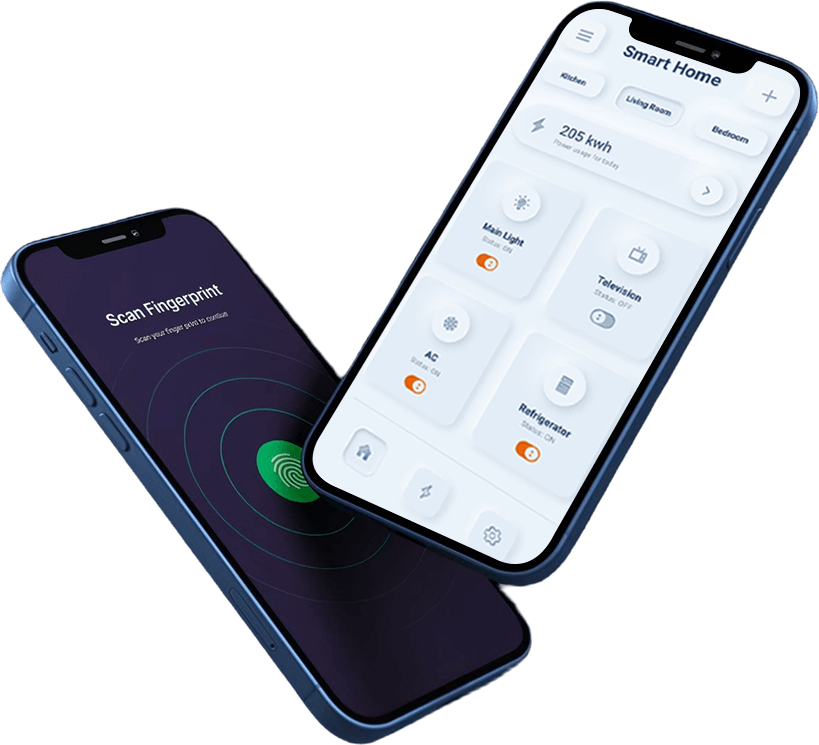 Smart Home
Kitchen
Living Room
Bedroom
205 kwh
Power usage for today
Main Light
Status: ON
Television
Status: OFF
AC
Status: ON
Refrigerator
Status: ON
Scan Fingerprint
Scan your finger print to continue